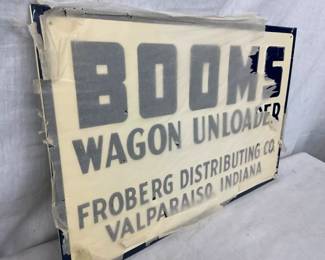 BOOMS
WAGON UNLOADER
FROBERG DISTRIBUTING CO.
VALPARAISO, INDIANA